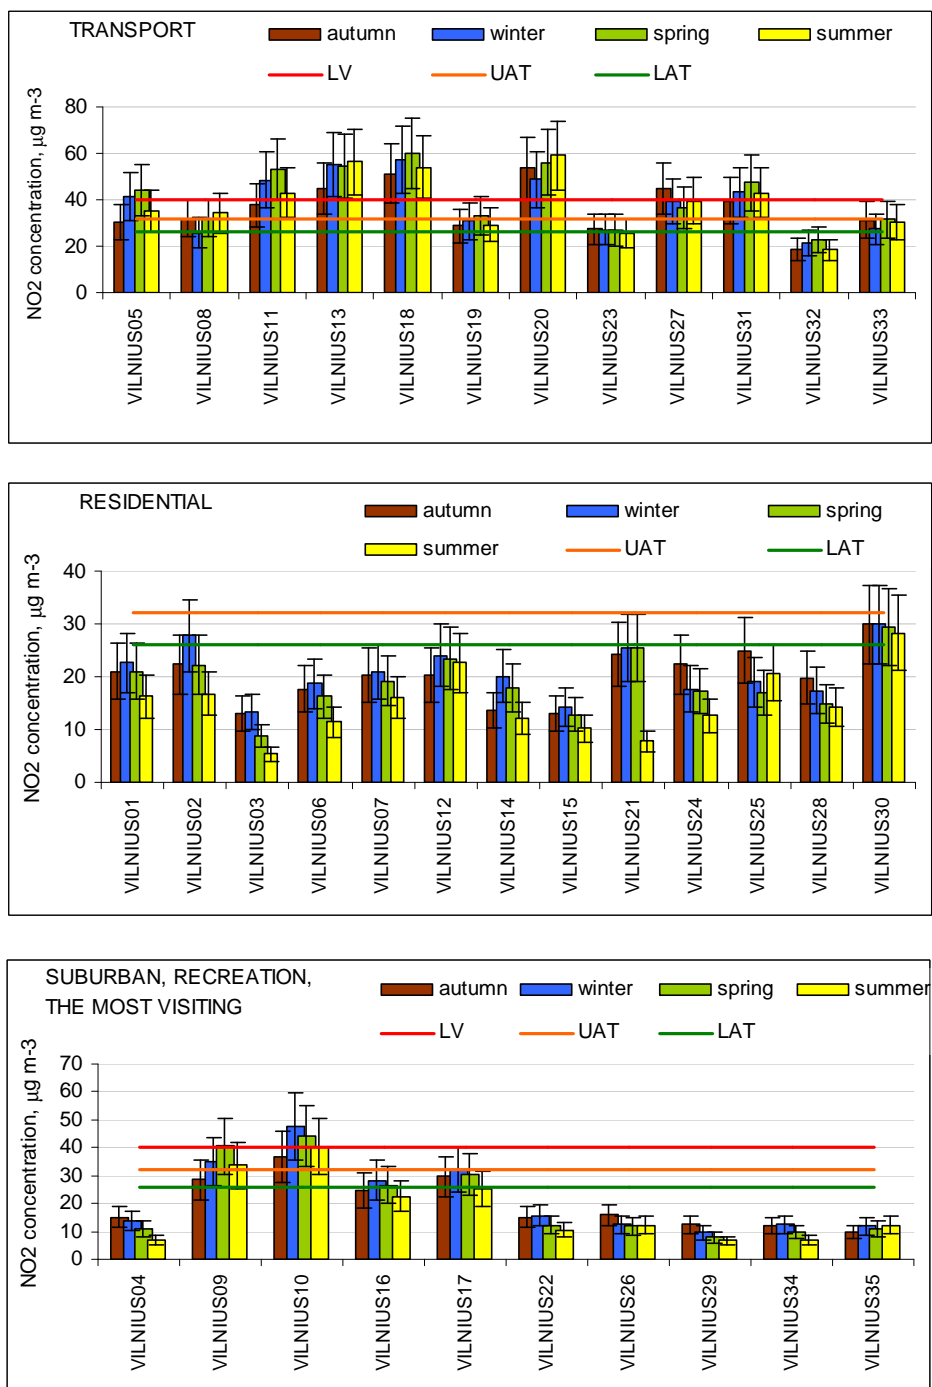 TRANSPORT
autumn winter spring summer
LV UAT LAT
NO2 concentration, µg m-3
80
60
40
20
0
VILNIUS05 VILNIUS08 VILNIUS11 VILNIUS13 VILNIUS18 VILNIUS19 VILNIUS20 VILNIUS23 VILNIUS27 VILNIUS31 VILNIUS32 VILNIUS33
RESIDENTIAL
autumn winter spring
summer UAT LAT
NO2 concentration, µg m-3
40
30
20
10
0
VILNIUS01 VILNIUS02 VILNIUS03 VILNIUS06 VILNIUS07 VILNIUS12 VILNIUS14 VILNIUS15 VILNIUS21 VILNIUS24 VILNIUS25 VILNIUS28 VILNIUS30
SUBURBAN, RECREATION,
THE MOST VISITING
autumn winter spring summer
LV UAT LAT
NO2 concentration, µg m-3
70
60
50
40
30
20
10
0
VILNIUS04 VILNIUS09 VILNIUS10 VILNIUS16 VILNIUS17 VILNIUS22 VILNIUS26 VILNIUS29 VILNIUS34 VILNIUS35